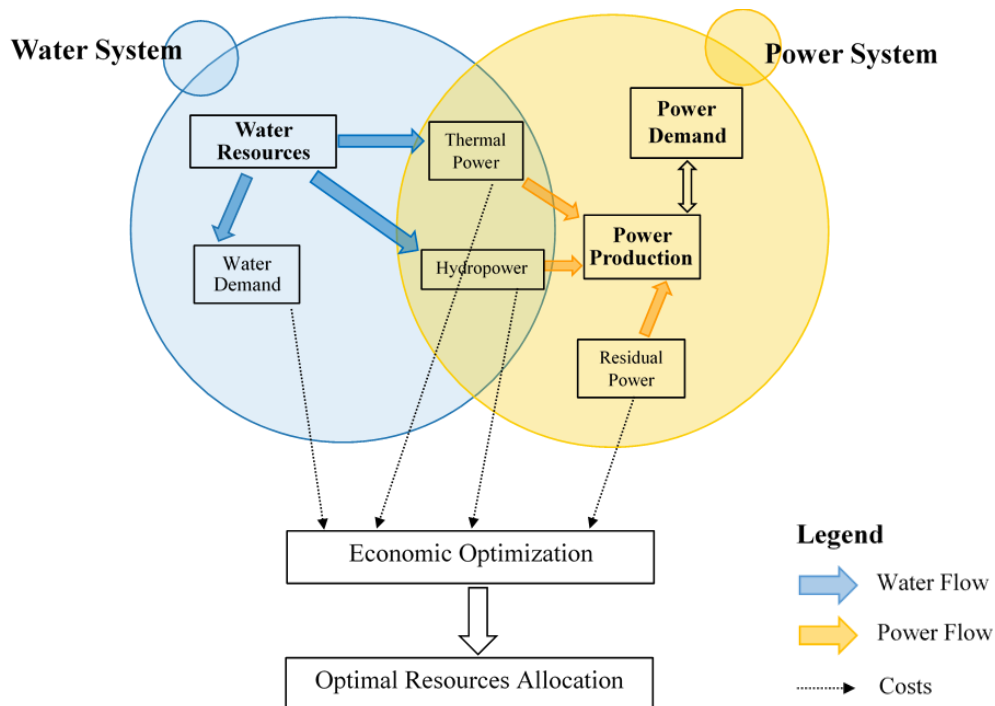 Water System
Power System
Water
Resources
Thermal
Power
Power
Demand
Water
Demand
Hydropower
Power
Production
Residual
Power
Economic Optimization
Optimal Resources Allocation
Legend
Water Flow
Power Flow
Costs